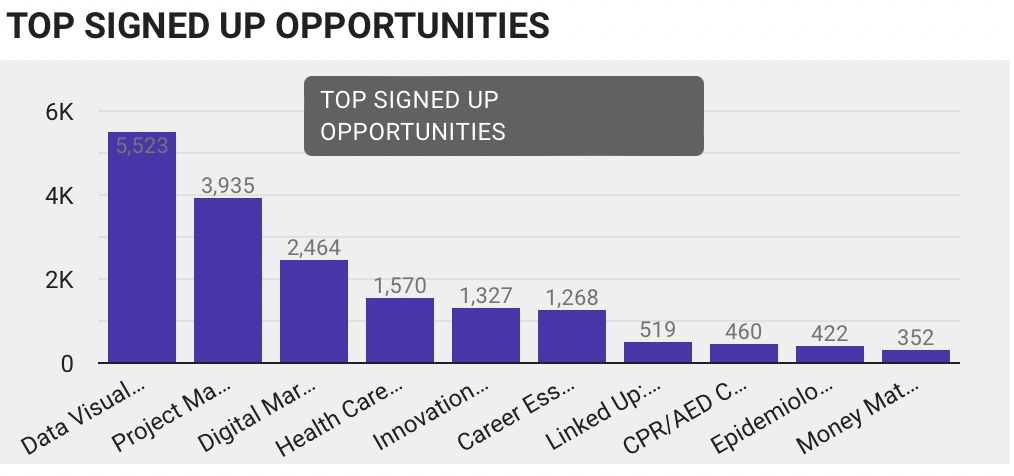 TOP SIGNED UP OPPORTUNITIES
TOP SIGNED UP
OPPORTUNITIES
6K
4K
2K
0
5,523
3,935
2,464
1,570
1,327
1,268
519
460
422
352
Data Visual...
Project Ma...
Digital Mar...
Health Care...
Innovation...
Career Ess...
Linked Up:...
CPR/AED C...
Epidemiolo...
Money Mat...